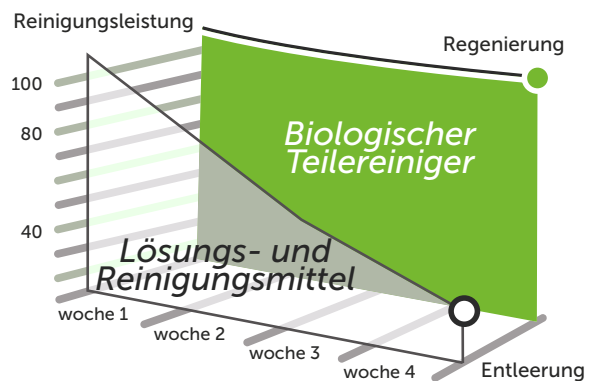 Reinigungsleistung
Regenierung
100
80
40
Biologischer
Teilereiniger
Lösungs- und
Reinigungsmittel
woche 1
woche 2
woche 3
woche 4
Entleerung